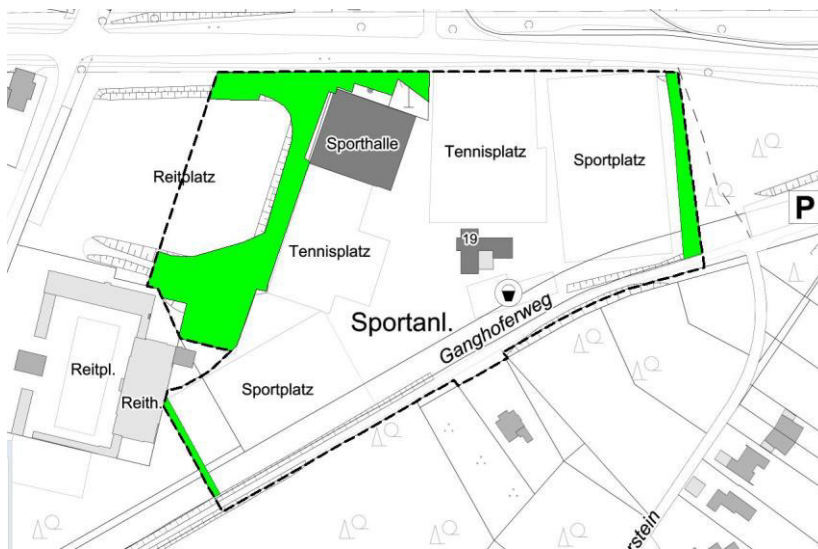 Sporthalle
Tennisplatz
Sportplatz
Reitplatz
P
19
Tennisplatz
Sportanl.
Ganghoferweg
Reitpl.
Reith.
Sportplatz
rstein